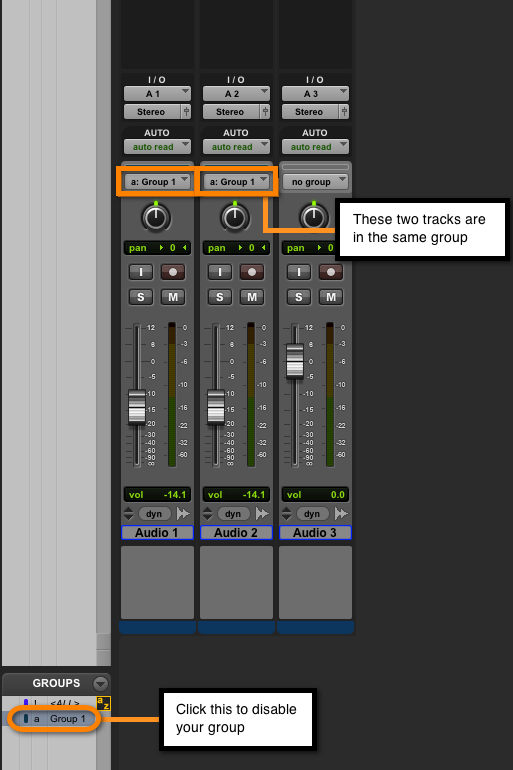 I / O I / O I / O
A 1 A 2 A 3
Stereo Stereo Stereo
AUTO AUTO AUTO
auto read auto read auto read
a: Group 1 a: Group 1 no group
These two tracks are
in the same group
pan 0 pan 0 pan 0
I I I
S M S M S M
12 0 12 0 12 0
6 -3 6 -3 6 -3
0 -6 0 -6 0 -6
-5 -5 -5
-10 -10 -10 -10 -10 -10
-15 -16 -15 -16 -15 -16
-20 -20 -20
-30 -22 -30 -22 -30 -22
-40 -32 -40 -32 -40 -32
-60 -60 -60
-90 -60 -90 -60 -90 -60
∞ ∞ ∞
vol -14.1 vol -14.1 vol 0.0
dyn dyn dyn
Audio 1 Audio 2 Audio 3
GROUPS
! <ALL> a z
a Group 1
Click this to disable
your group